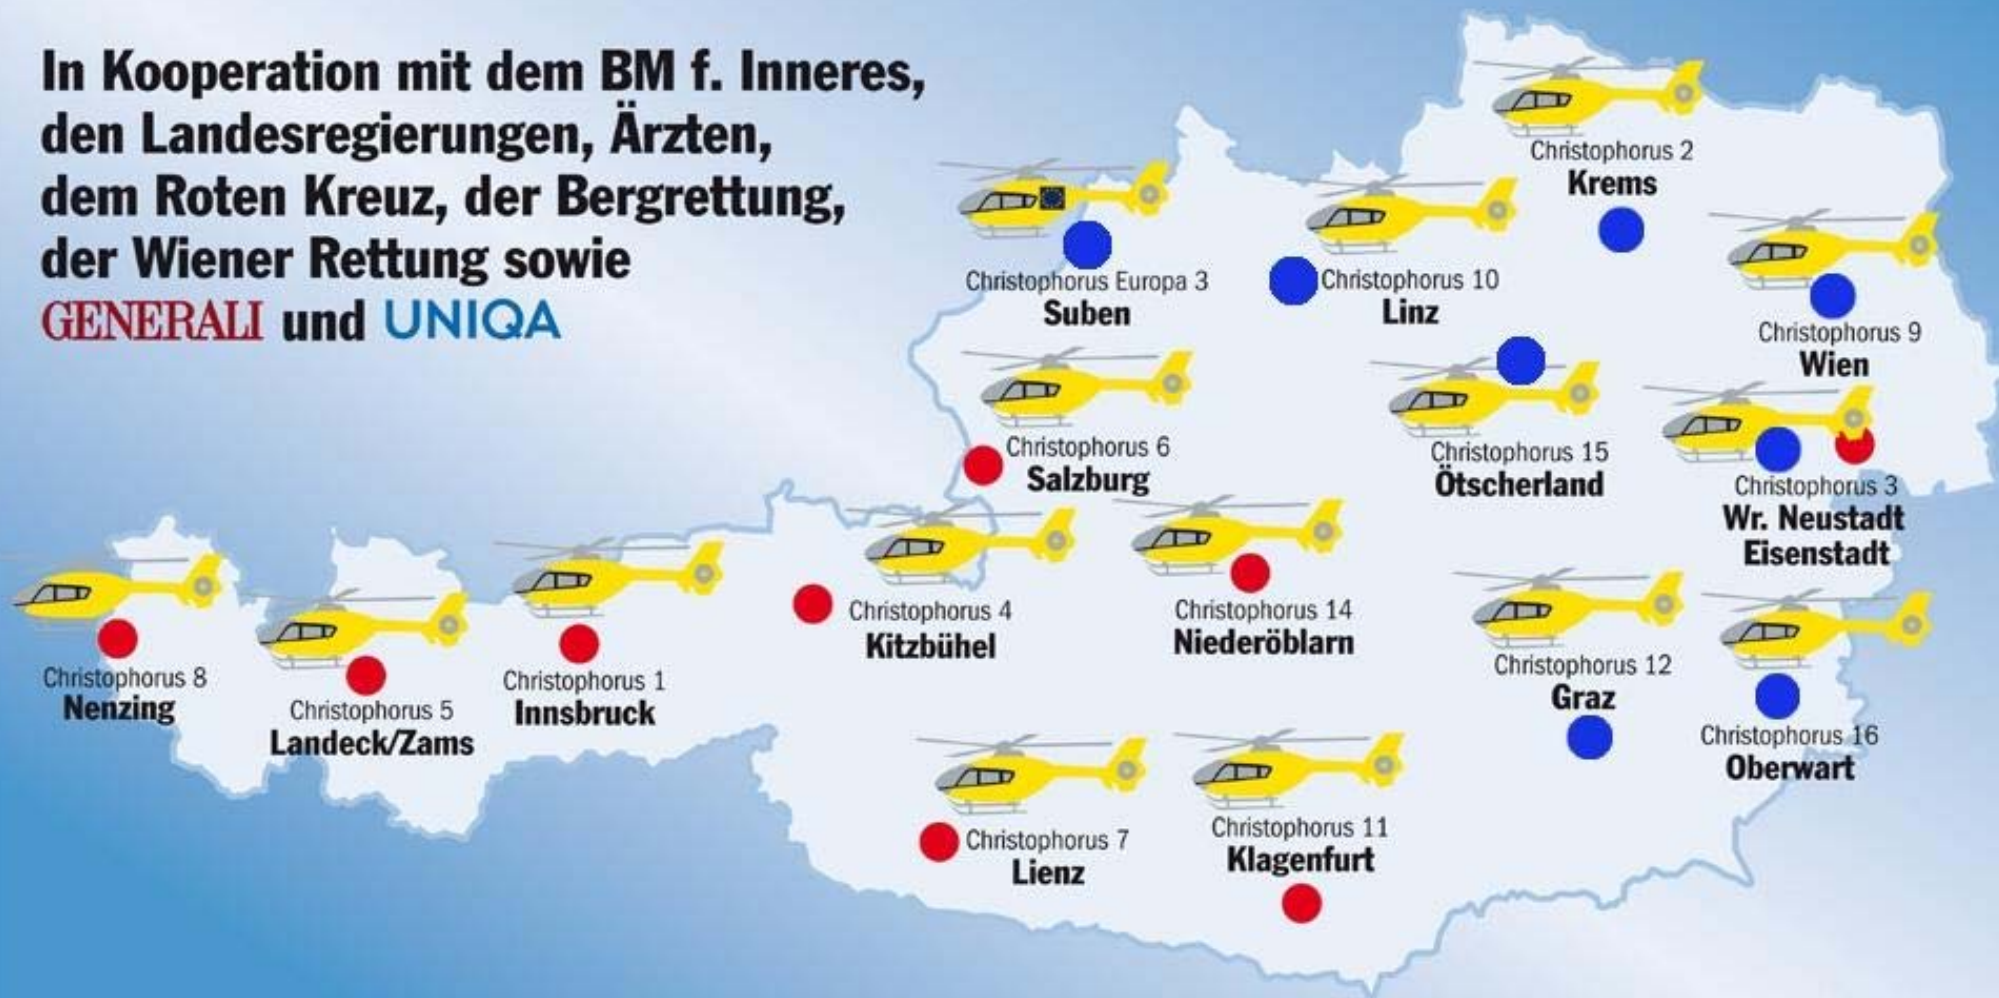 In Kooperation mit dem BM f. Inneres,
den Landesregierungen, Ärzten,
dem Roten Kreuz, der Bergrettung,
der Wiener Rettung sowie
GENERALI und UNIQA
Christophorus 2
Krems
Christophorus Europa 3
Suben
Christophorus 10
Linz
Christophorus 9
Wien
Christophorus 6
Salzburg
Christophorus 15
Ötscherland
Christophorus 3
Wr. Neustadt
Eisenstadt
Christophorus 8
Nenzing
Christophorus 5
Landeck/Zams
Christophorus 1
Innsbruck
Christophorus 4
Kitzbühel
Christophorus 14
Niederöblarn
Christophorus 12
Graz
Christophorus 16
Oberwart
Christophorus 7
Lienz
Christophorus 11
Klagenfurt